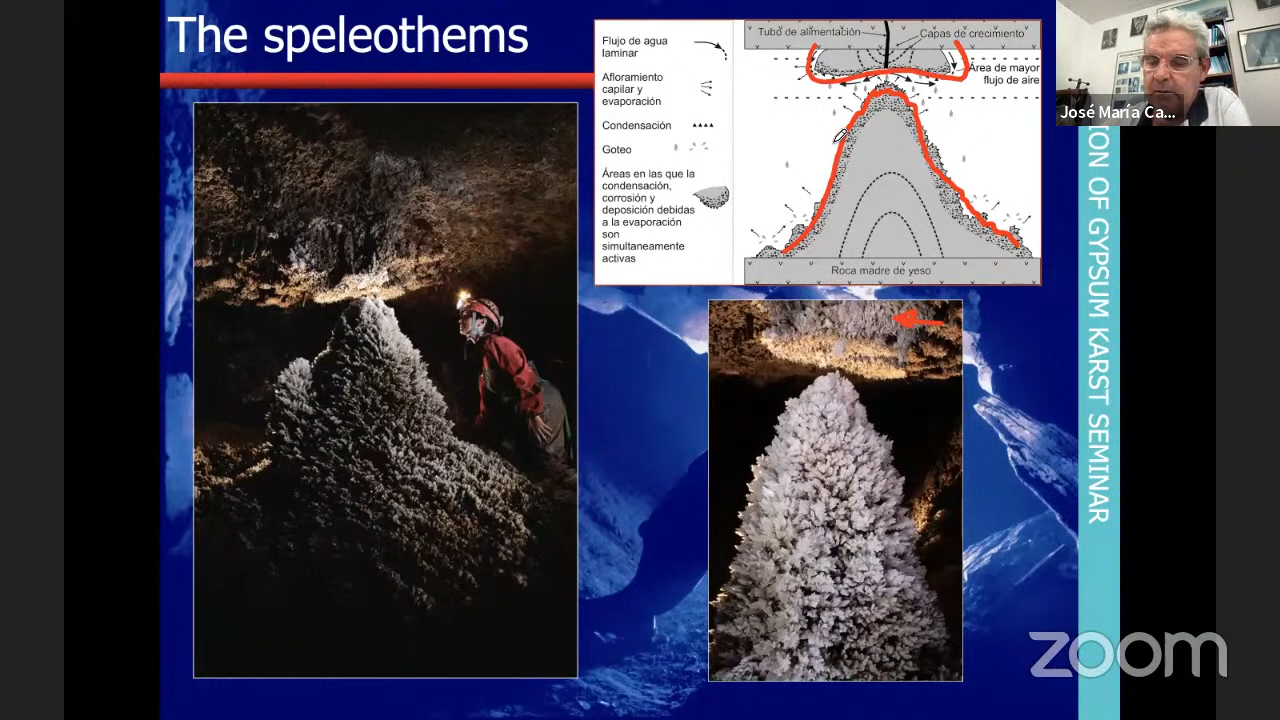 The speleothems
Flujo de agua
laminar
Afloramiento
capilar y
evaporación
Condensación
Goteo
Áreas en las que la
condensación,
corrosión y
deposición debidas
a la evaporación
son
simultaneamente
activas
Tubo de alimentación
Capas de crecimiento
Área de mayor
flujo de aire
Roca madre de yeso
José María Ca...
ION OF GYPSUM KARST SEMINAR
zoom